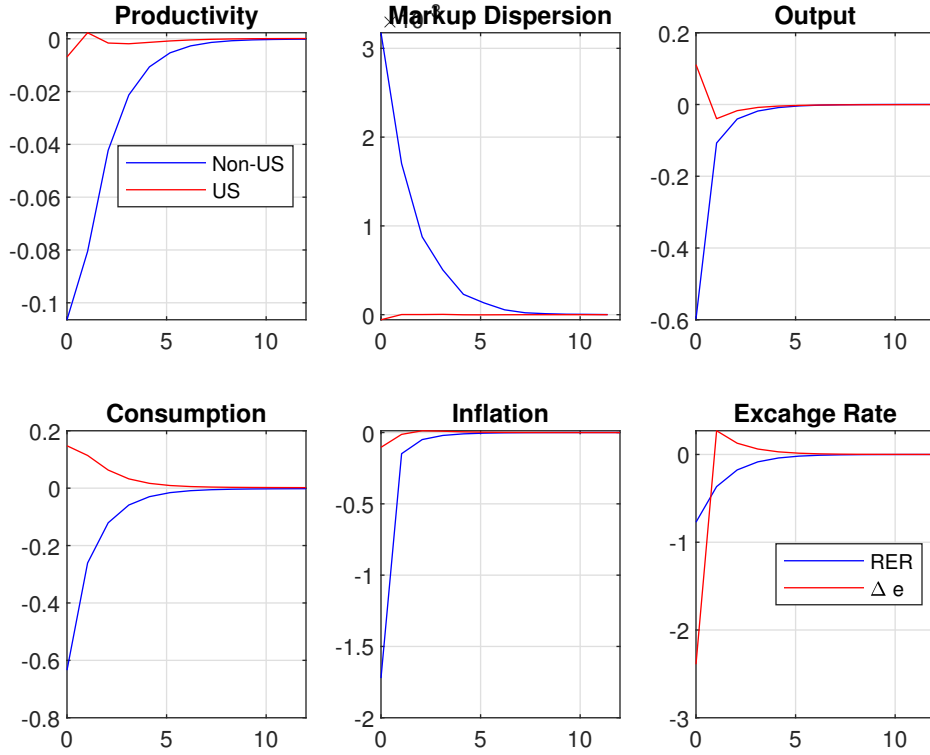 Productivity
0
-0.02
-0.04
-0.06
-0.08
-0.1
0 5 10
Non-US
US
Markup Dispersion
3
2
1
0
0 5 10
Output
0.2
0
-0.2
-0.4
-0.6
0 5 10
Consumption
0.2
0
-0.2
-0.4
-0.6
-0.8
0 5 10
Inflation
0
-0.5
-1
-1.5
-2
0 5 10
Excahge Rate
0
-1
-2
-3
0 5 10
RER
Δ e